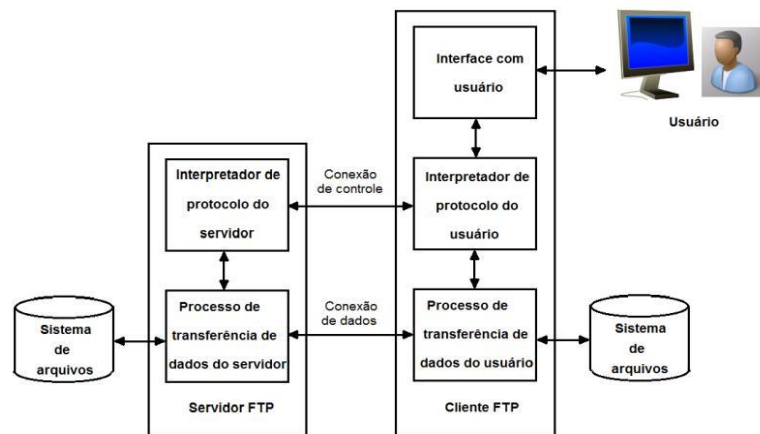 Interface com
usuário
Usuário
Interpretador de
protocolo do
servidor
Conexão
de controle
Interpretador de
protocolo do
usuário
Sistema
de
arquivos
Processo de
transferência de
dados do servidor
Conexão
de dados
Processo de
transferência de
dados do usuário
Sistema
de
arquivos
Servidor FTP
Cliente FTP